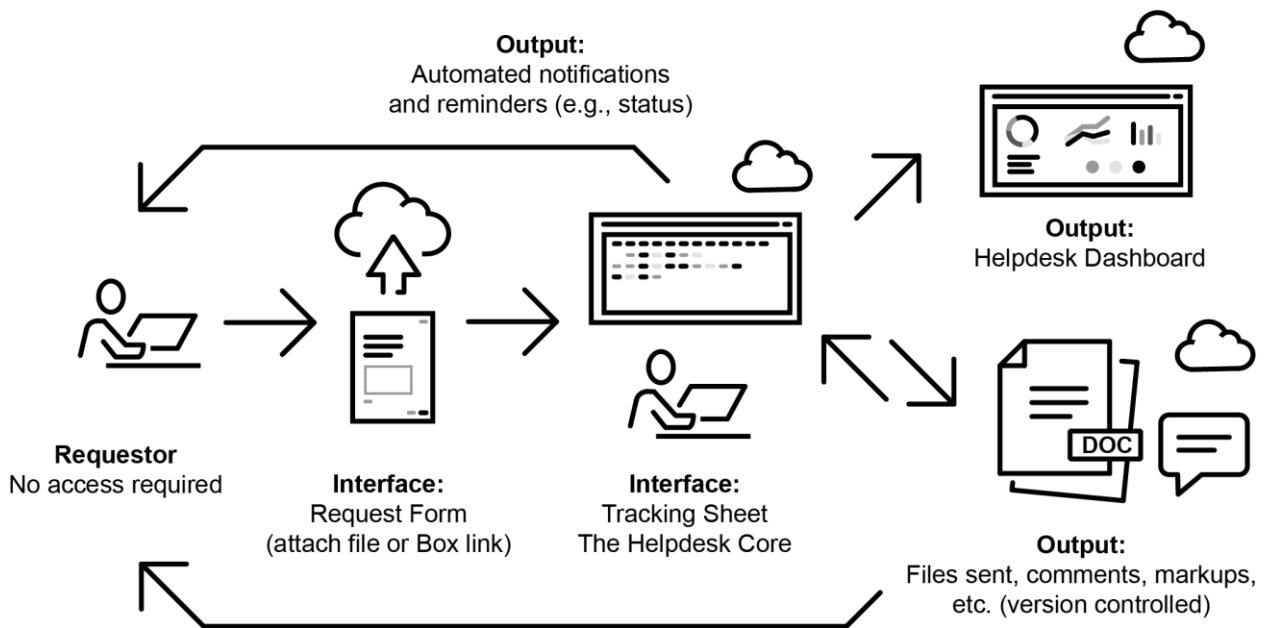 Output:
Automated notifications
and reminders (e.g., status)
Output:
Helpdesk Dashboard
Requestor
No access required
Interface:
Request Form
(attach file or Box link)
Interface:
Tracking Sheet
The Helpdesk Core
DOC
Output:
Files sent, comments, markups,
etc. (version controlled)